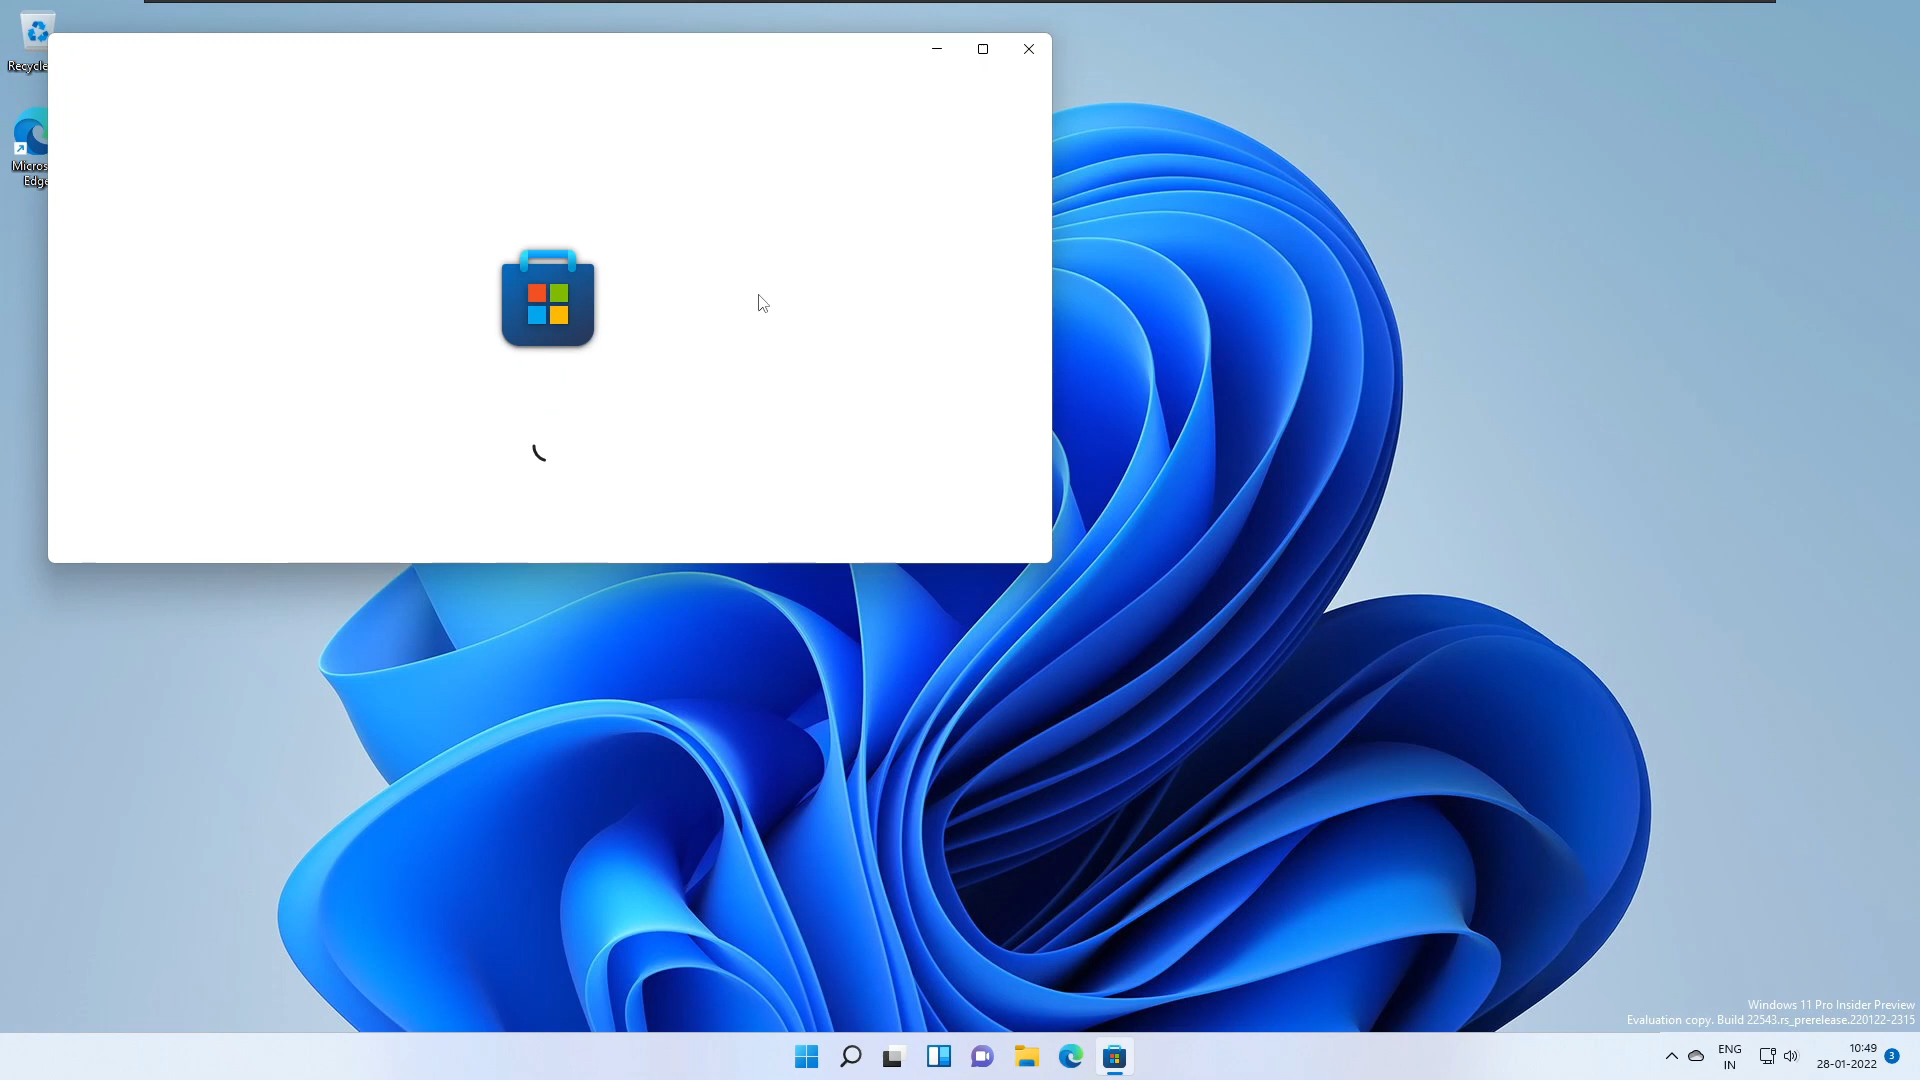 Recycle
Micros
Edge
Windows 11 Pro Insider Preview
Evaluation copy. Build 22543.rs_prerelease.220122-2315
ENG
IN
10:49
28-01-2022
3